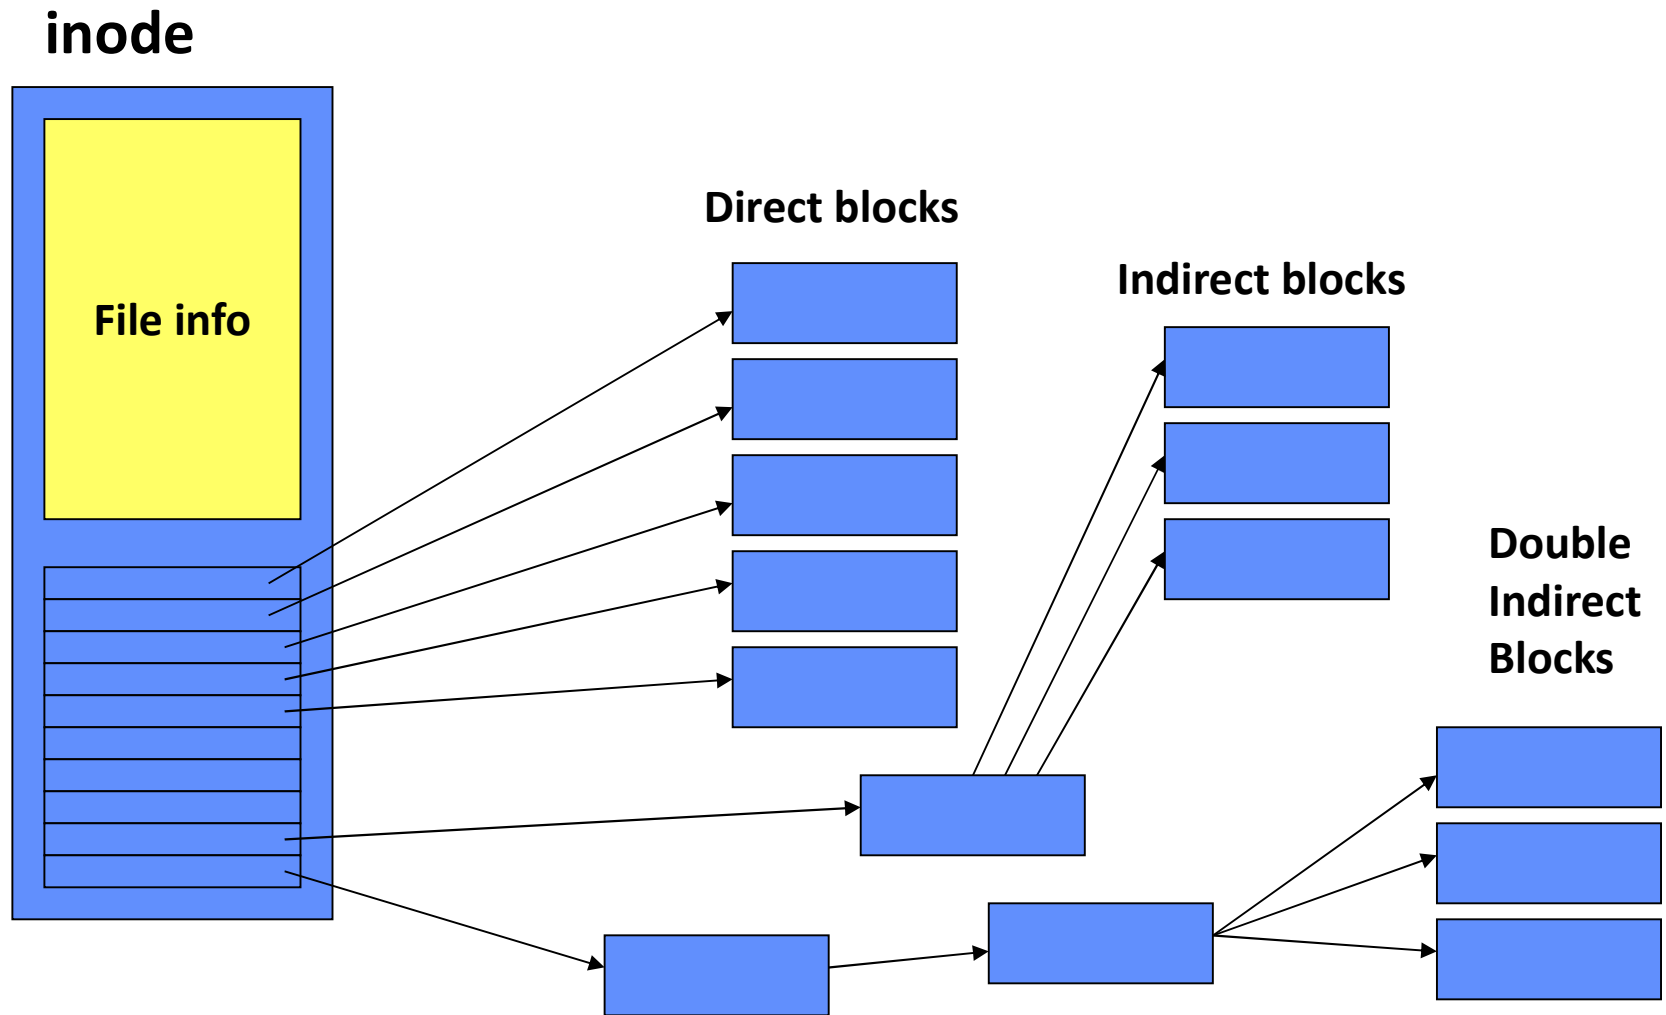 inode
File info
Direct blocks
Indirect blocks
Double
Indirect
Blocks